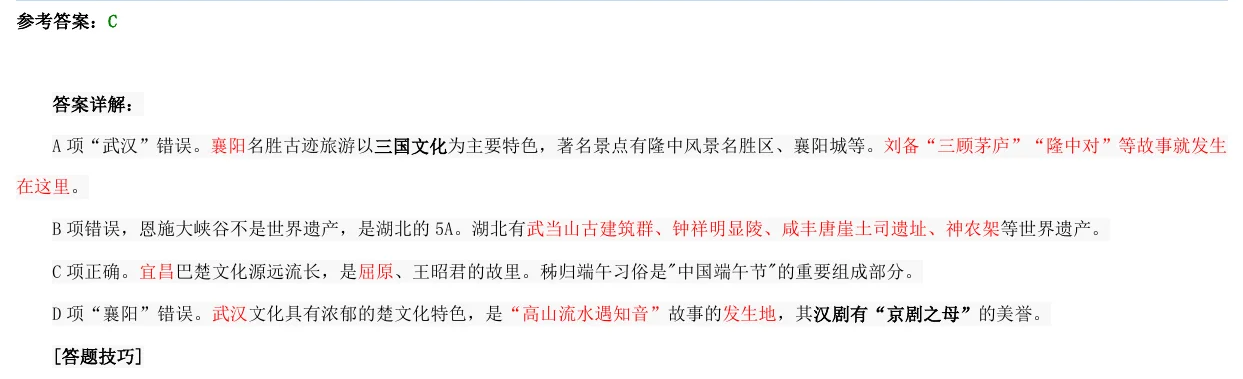 参考答案：C
答案详解：
A 项“武汉”错误。襄阳名胜古迹旅游以三国文化为主要特色，著名景点有隆中风景名胜区、襄阳城等。刘备“三顾茅庐”“隆中对”等故事就发生
在这里。
B 项错误，恩施大峡谷不是世界遗产，是湖北的 5A。湖北有武当山古建筑群、钟祥明显陵、咸丰唐崖土司遗址、神农架等世界遗产。
C 项正确。宜昌巴楚文化源远流长，是屈原、王昭君的故里。秭归端午习俗是"中国端午节"的重要组成部分。
D 项“襄阳”错误。武汉文化具有浓郁的楚文化特色，是“高山流水遇知音”故事的发生地，其汉剧有“京剧之母”的美誉。
[答题技巧]